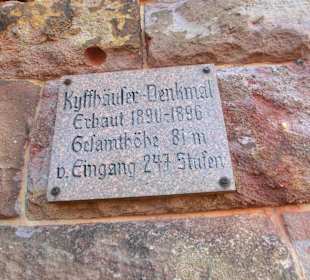 Kyffhäuser-Denkmal
Erbaut 1890-1896
Gesamthöhe 81 m
v. Eingang 247 Stufen